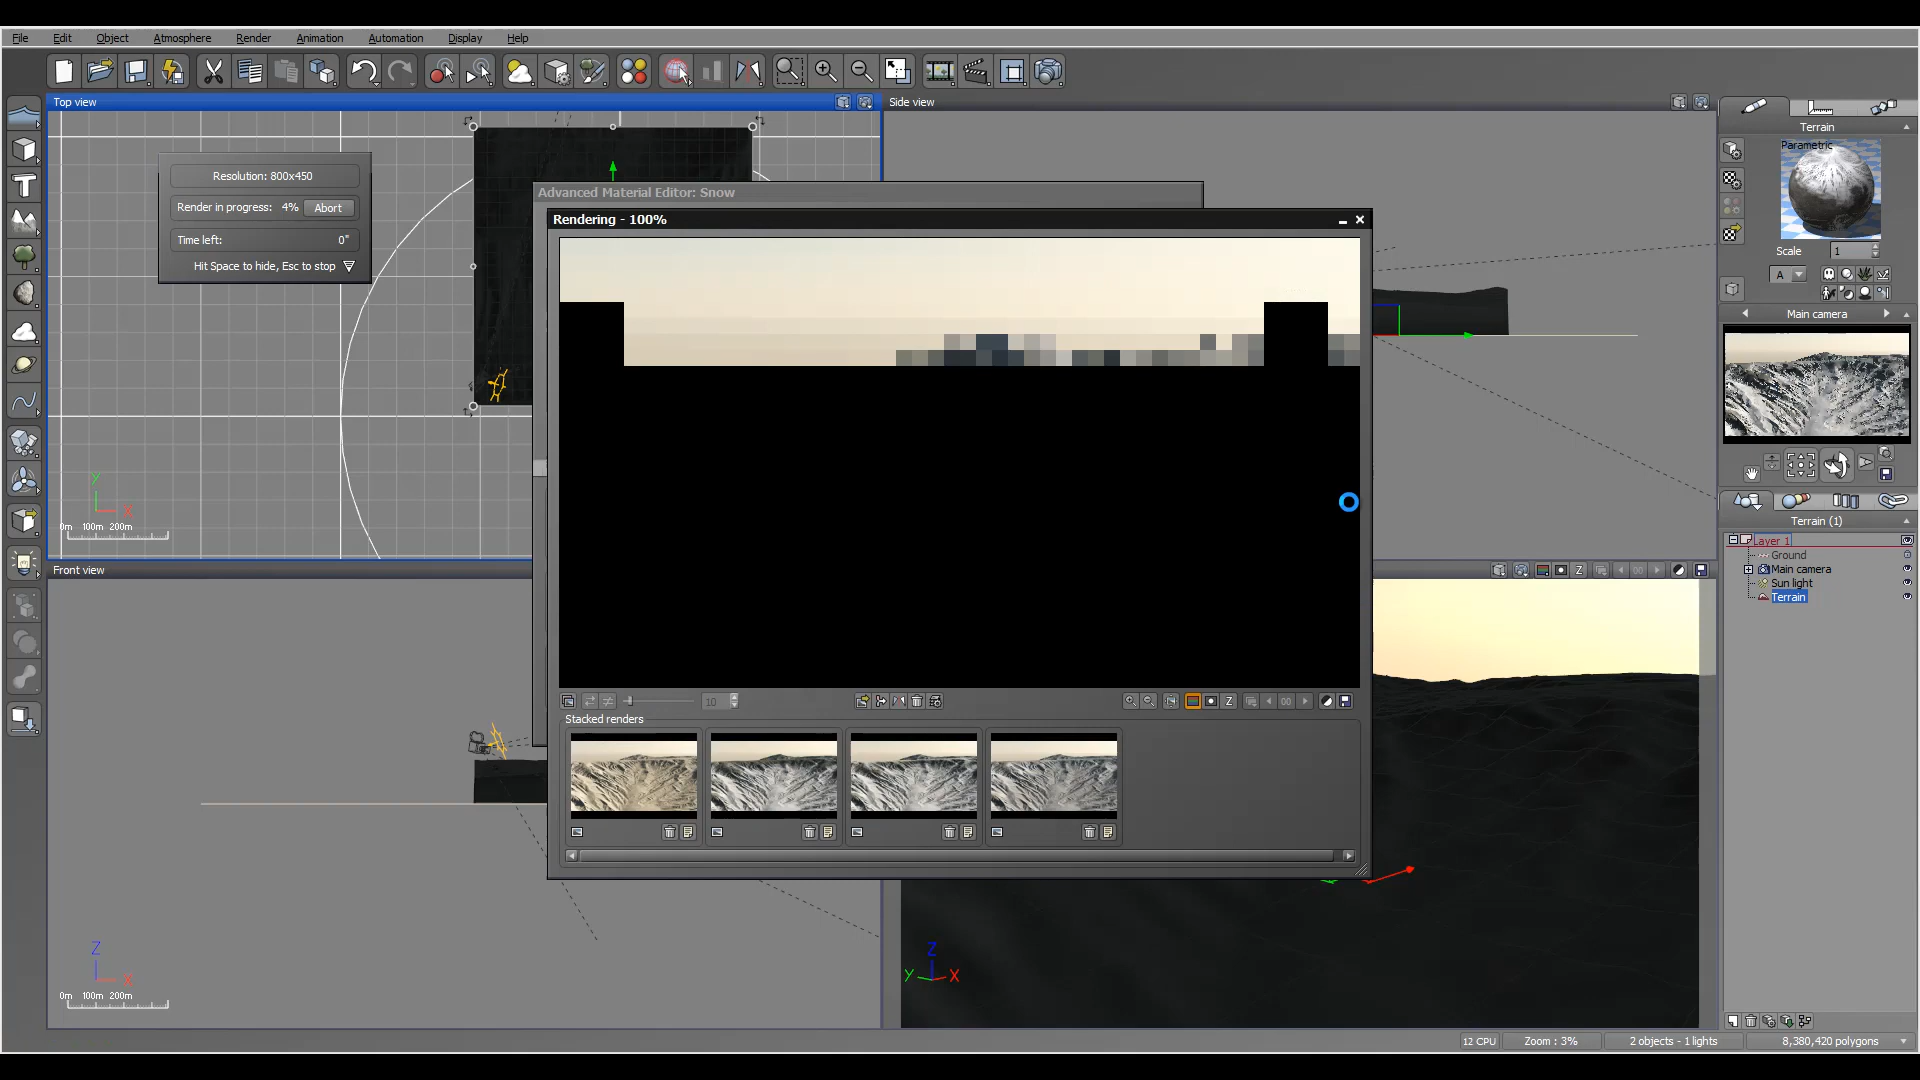 File Edit Object Atmosphere Render Animation Automation Display Help
Top view
Side view
Resolution: 800x450
Render in progress: 4% Abort
Time left: 0"
Hit Space to hide, Esc to stop
Advanced Material Editor: Snow
Rendering - 100%
10
Stacked renders
Y
X
0m 100m 200m
Front view
Z
X
0m 100m 200m
Z
Y X
Z
Z
Terrain
Parametric
Scale 1
A
Main camera
Terrain (1)
Layer 1
Ground
Main camera
Sun light
Terrain
12 CPU Zoom : 3% 2 objects - 1 lights 8,380,420 polygons